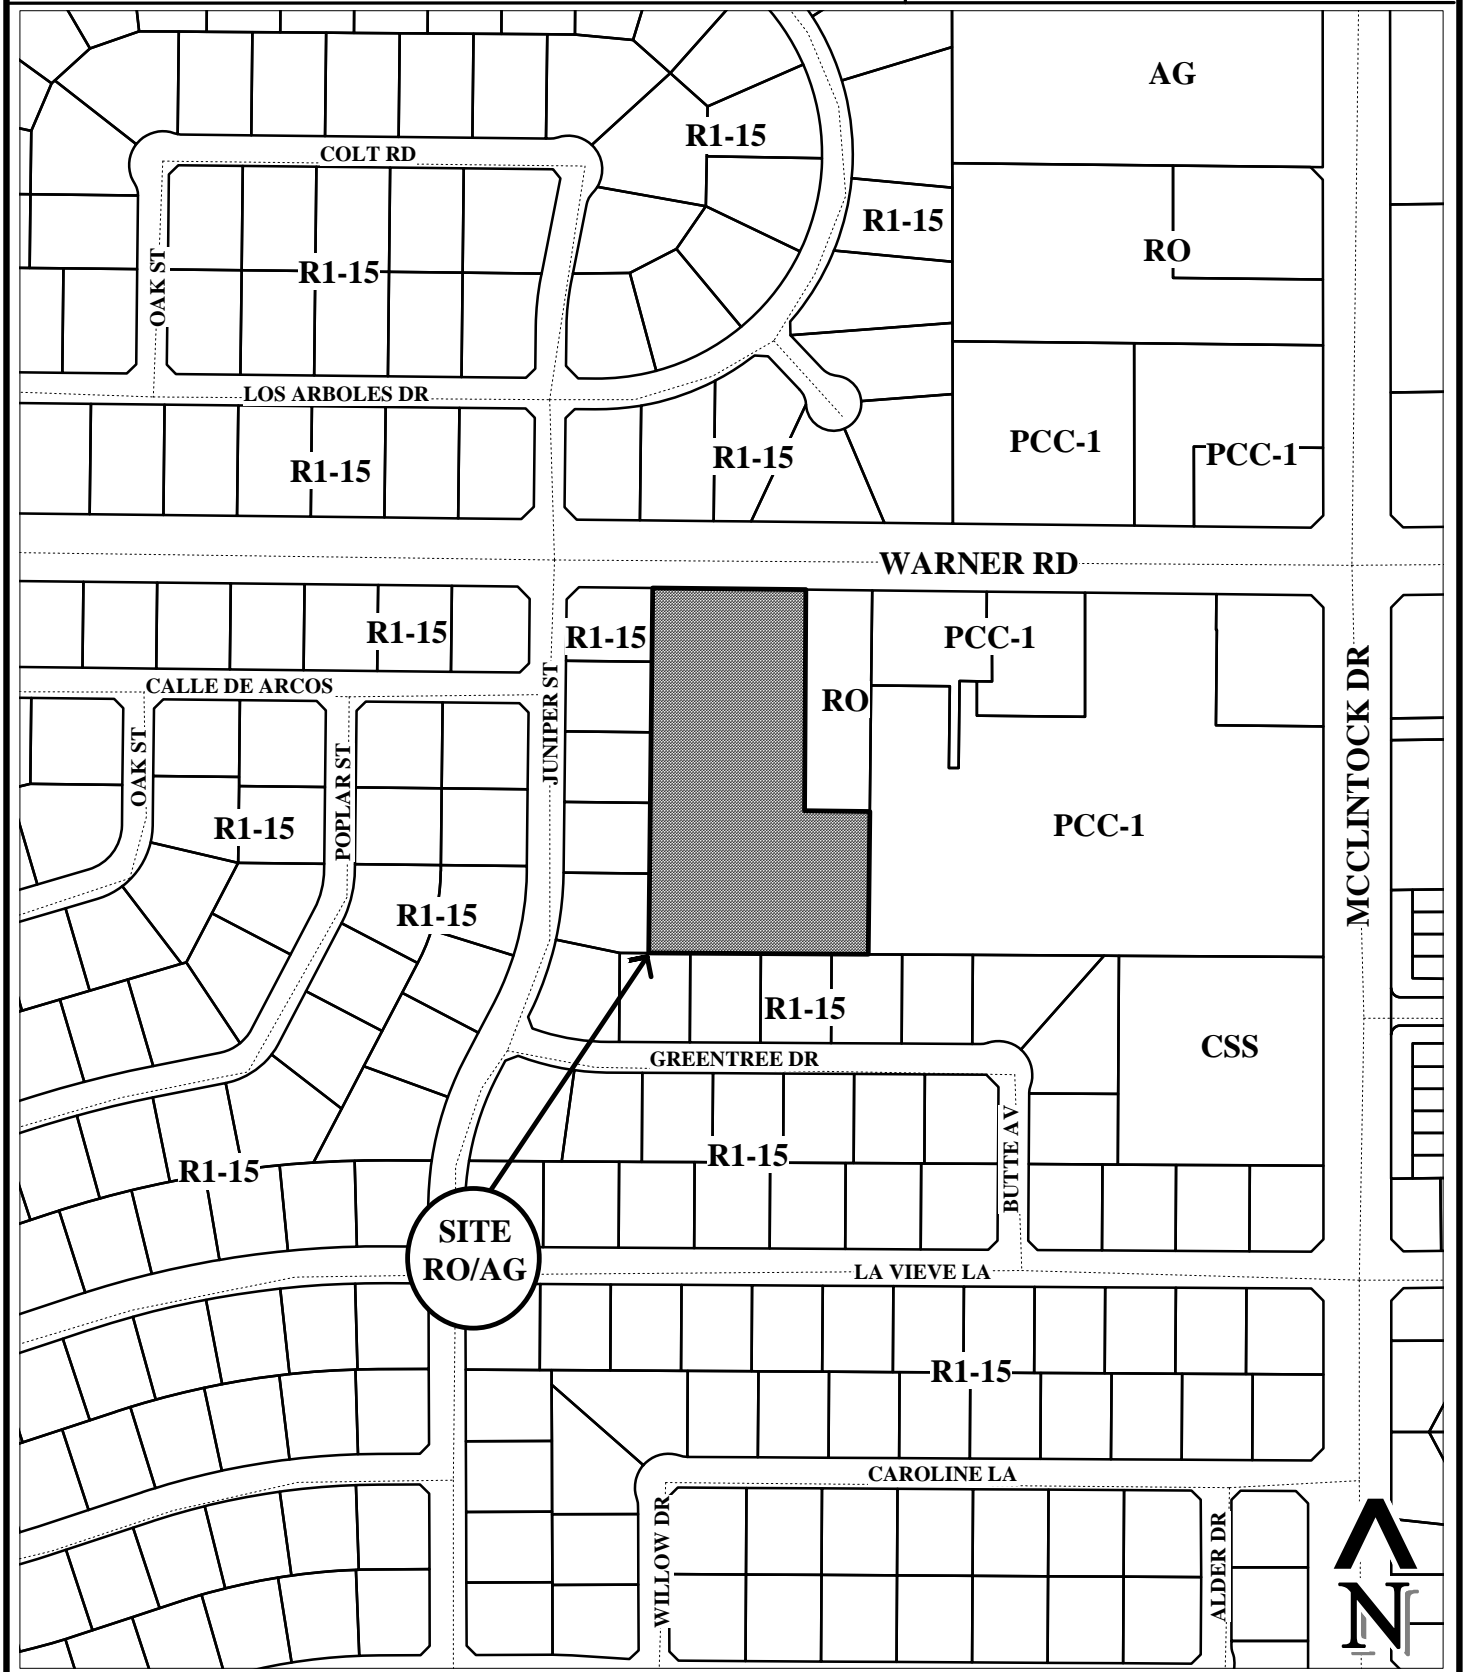 AG
R1-15
COLT RD
R1-15
RO
OAK ST
R1-15
LOS ARBOLES DR
PCC-1
PCC-1
R1-15
R1-15
WARNER RD
R1-15
R1-15
PCC-1
CALLE DE ARCOS
RO
JUNIPER ST
MCCLINTOCK DR
OAK ST
POPLAR ST
R1-15
PCC-1
R1-15
R1-15
CSS
GREENTREE DR
R1-15
BUTTE AV
R1-15
SITE
RO/AG
LA VIEVE LA
R1-15
CAROLINE LA
WILLOW DR
ALDER DR
N